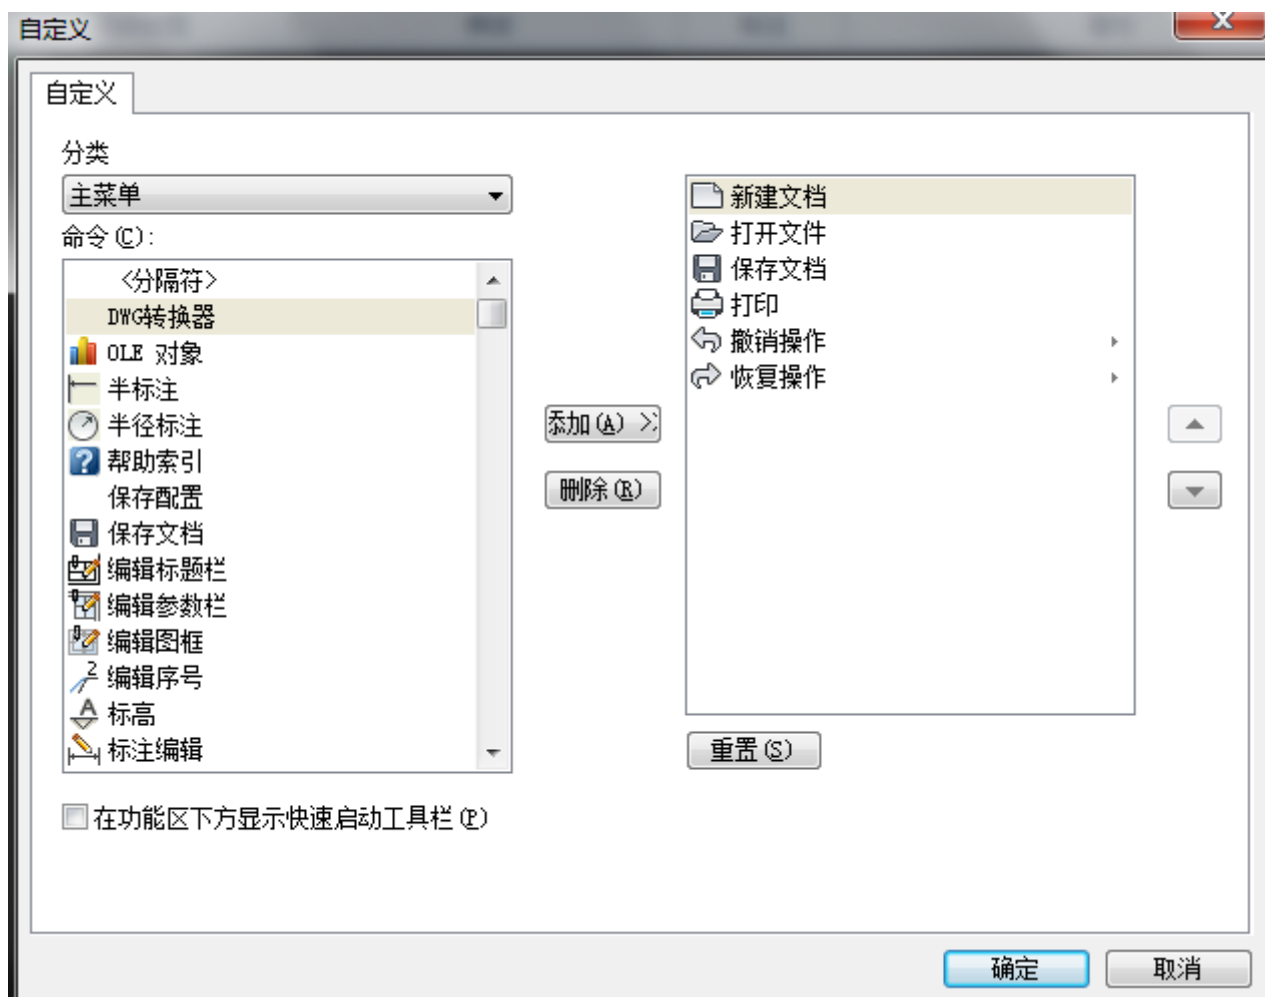 自定义
自定义
分类
主菜单
命令(C):
<分隔符>
DWG转换器
OLE 对象
半标注
半径标注
帮助索引
保存配置
保存文档
编辑标题栏
编辑参数栏
编辑图框
编辑序号
标高
标注编辑
添加(A) >>
删除(R)
新建文档
打开文件
保存文档
打印
撤销操作
恢复操作
重置(S)
在功能区下方显示快速启动工具栏(P)
确定
取消